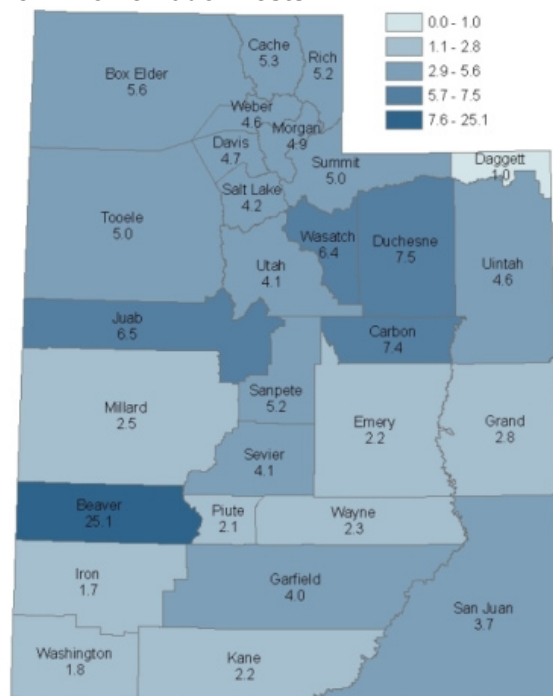 0.0 - 1.0
1.1 - 2.8
2.9 - 5.6
5.7 - 7.5
7.6 - 25.1
Box Elder
5.6
Cache
5.3
Rich
5.2
Weber
4.6
Morgan
4.9
Davis
4.7
Summit
5.0
Daggett
1.0
Salt Lake
4.2
Tooele
5.0
Wasatch
6.4
Duchesne
7.5
Uintah
4.6
Utah
4.1
Juab
6.5
Carbon
7.4
Sanpete
5.2
Millard
2.5
Emery
2.2
Grand
2.8
Sevier
4.1
Beaver
25.1
Piute
2.1
Wayne
2.3
Iron
1.7
Garfield
4.0
San Juan
3.7
Washington
1.8
Kane
2.2